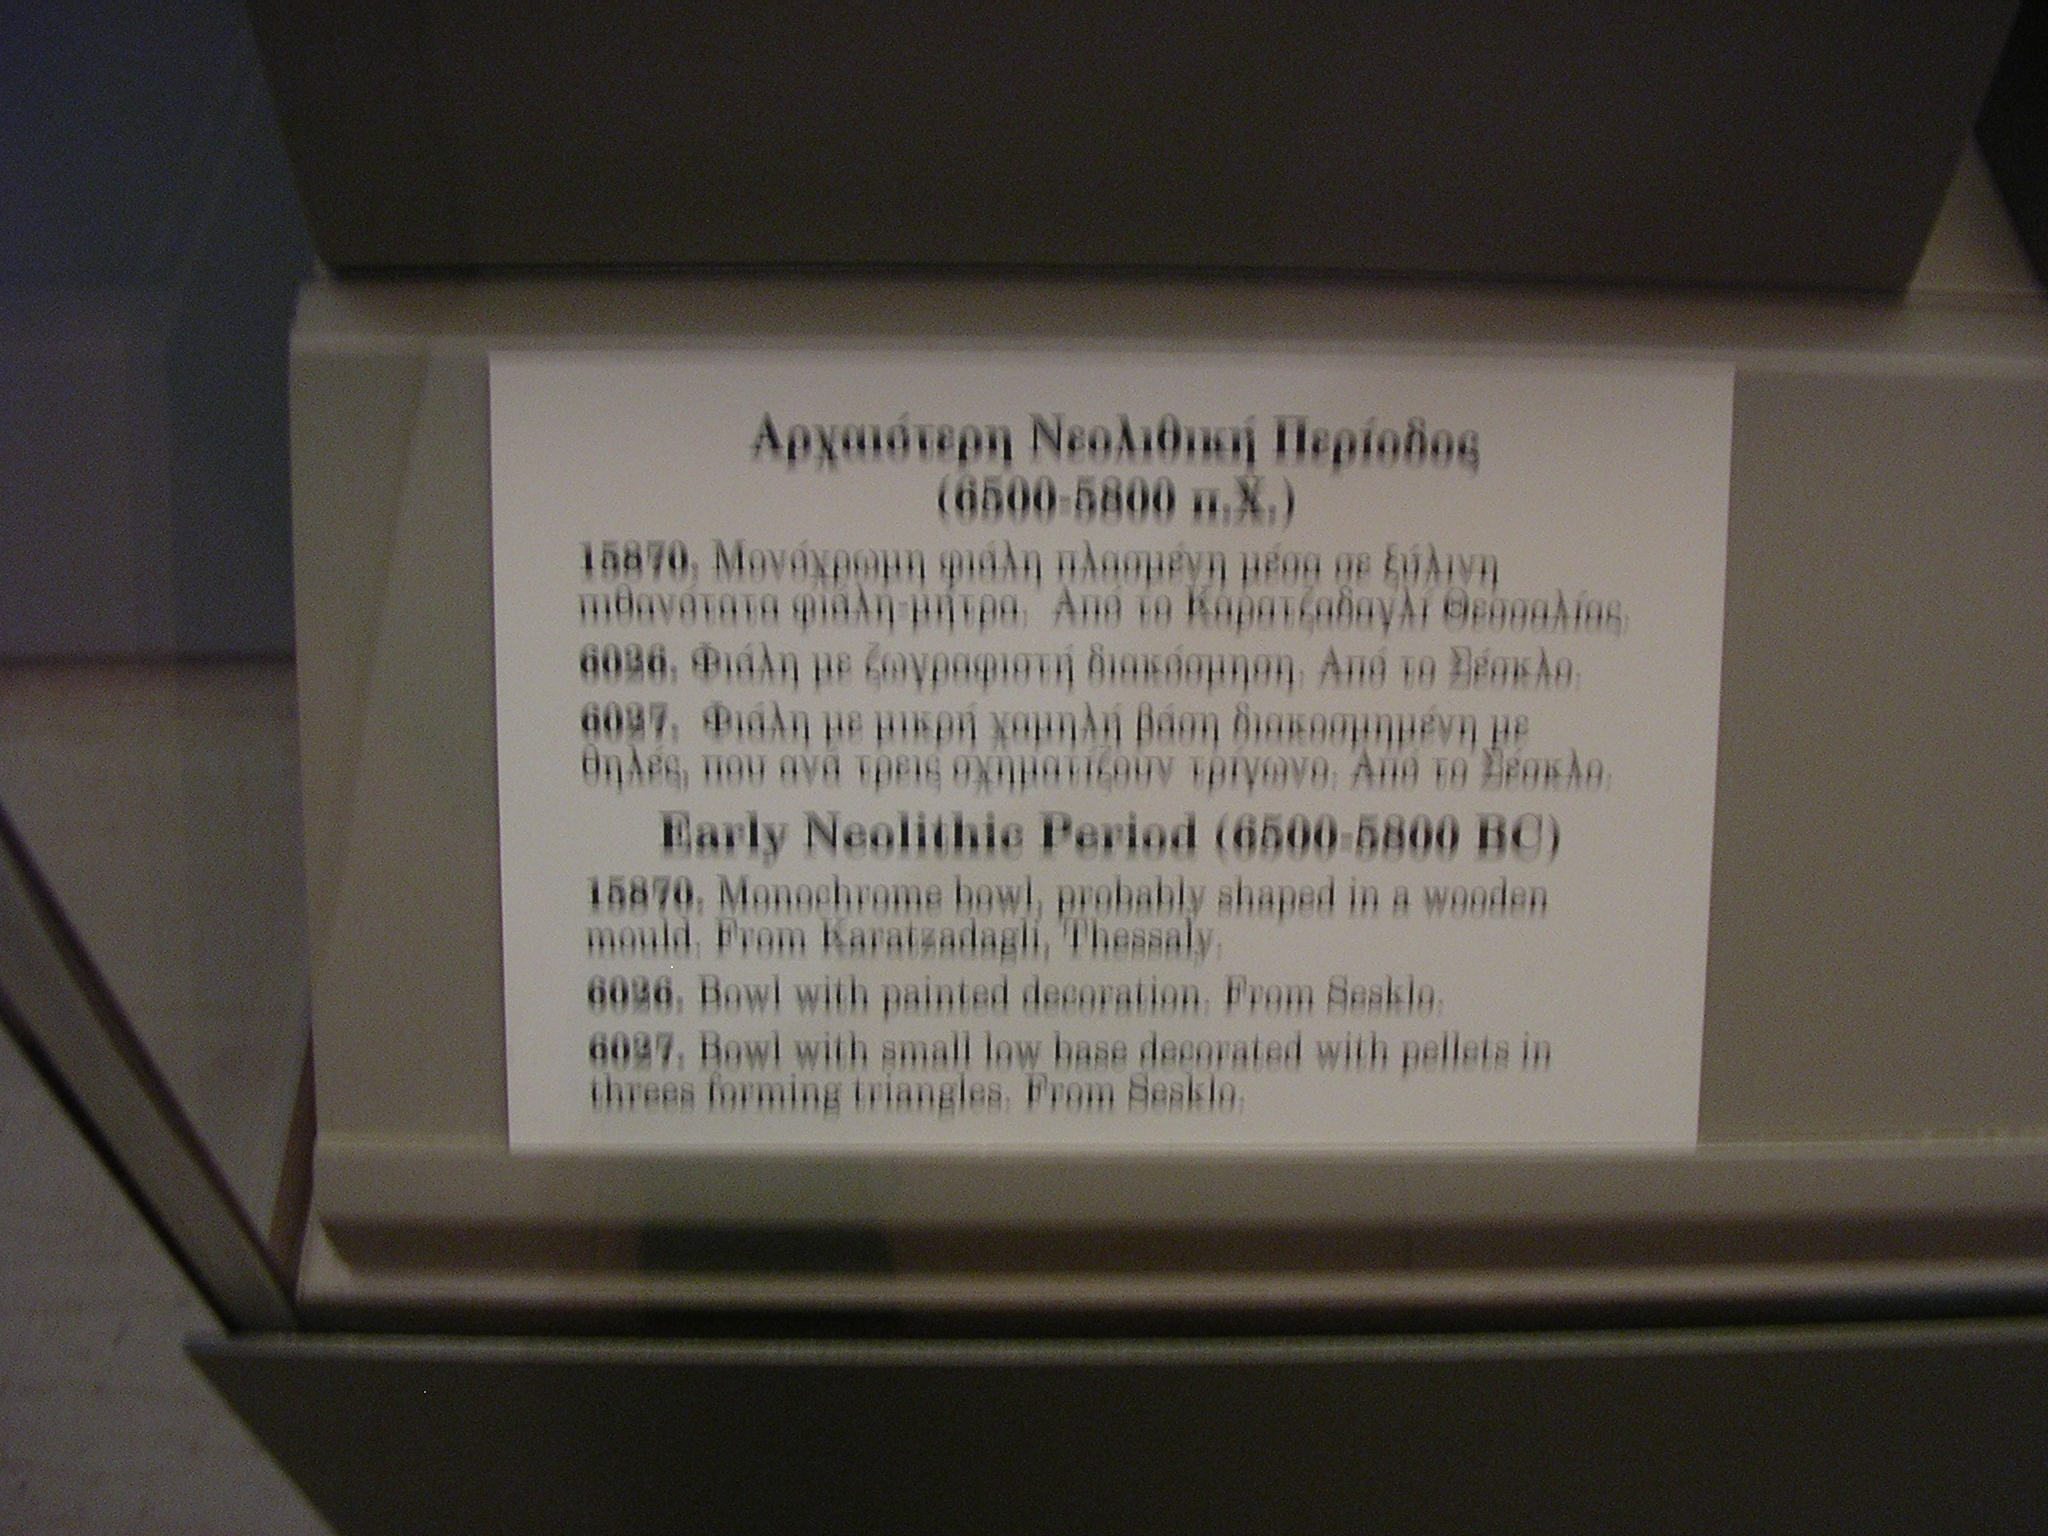 Αρχαιότερη Νεολιθική Περίοδος
(6500-5800 π.Χ.)
15870. Μονόχρωμη φιάλη πλασμένη μέσα σε ξύλινη
πιθανότατα φιάλη-μήτρα. Από το Καρατζαδαγλί Θεσσαλίας.
6026. Φιάλη με ζωγραφιστή διακόσμηση. Από το Σέσκλο.
6027. Φιάλη με μικρή χαμηλή βάση διακοσμημένη με
θηλές, που ανά τρεις σχηματίζουν τρίγωνο. Από το Σέσκλο.
Early Neolithic Period (6500-5800 BC)
15870. Monochrome bowl, probably shaped in a wooden
mould. From Karatzadagli, Thessaly.
6026. Bowl with painted decoration. From Sesklo.
6027. Bowl with small low base decorated with pellets in
threes forming triangles. From Sesklo.